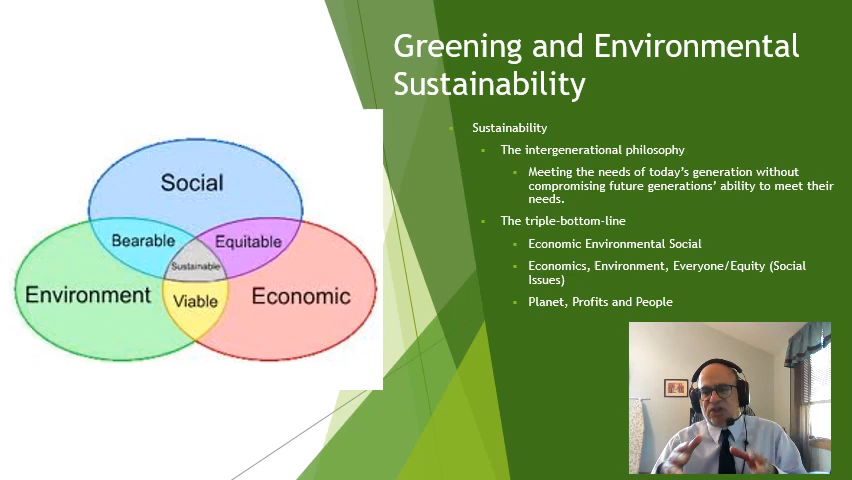 Greening and Environmental
Sustainability
Sustainability
The intergenerational philosophy
Meeting the needs of today's generation without
compromising future generations' ability to meet their
needs.
The triple-bottom-line
Economic Environmental Social
Economics, Environment, Everyone/Equity (Social
Issues)
Planet, Profits and People
Social
Bearable
Equitable
Sustainable
Environment
Viable
Economic